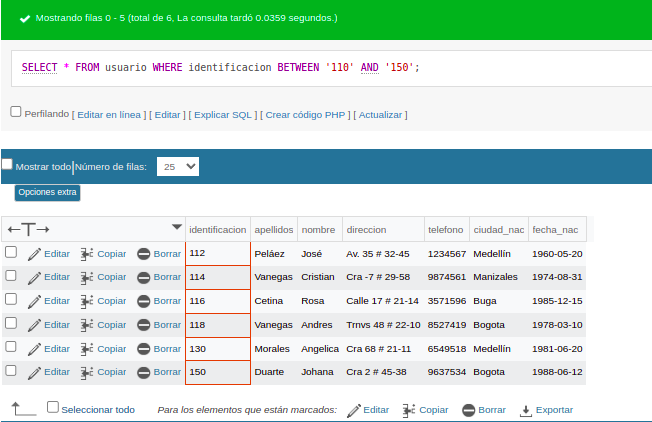 Mostrando filas 0 - 5 (total de 6, La consulta tardó 0.0359 segundos.)
SELECT * FROM usuario WHERE identificacion BETWEEN '110' AND '150';
Perfilando [ Editar en línea ] [ Editar ] [ Explicar SQL ] [ Crear código PHP ] [ Actualizar ]
Mostrar todo Número de filas: 25
Opciones extra
identificacion apellidos nombre direccion telefono ciudad_nac fecha_nac
Editar Copiar Borrar 112 Peláez José Av. 35 # 32-45 1234567 Medellín 1960-05-20
Editar Copiar Borrar 114 Vanegas Cristian Cra -7 # 29-58 9874561 Manizales 1974-08-31
Editar Copiar Borrar 116 Cetina Rosa Calle 17 # 21-14 3571596 Buga 1985-12-15
Editar Copiar Borrar 118 Vanegas Andres Trnvs 48 # 22-10 8527419 Bogota 1978-03-10
Editar Copiar Borrar 130 Morales Angelica Cra 68 # 21-11 6549518 Medellín 1981-06-20
Editar Copiar Borrar 150 Duarte Johana Cra 2 # 45-38 9637534 Bogota 1988-06-12
Seleccionar todo Para los elementos que están marcados: Editar Copiar Borrar Exportar